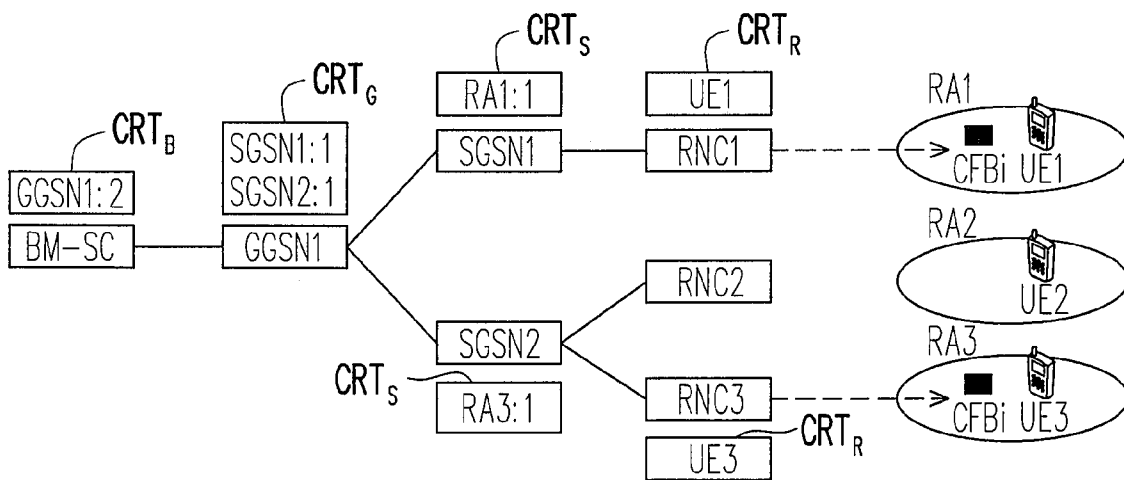 CRT_B
GGSN1:2
BM-SC
CRT_G
SGSN1:1
SGSN2:1
GGSN1
CRT_S
RA1:1
SGSN1
SGSN2
CRT_S
RA3:1
CRT_R
UE1
RNC1
RNC2
RNC3
UE3
CRT_R
RA1
CFBi UE1
RA2
UE2
RA3
CFBi UE3